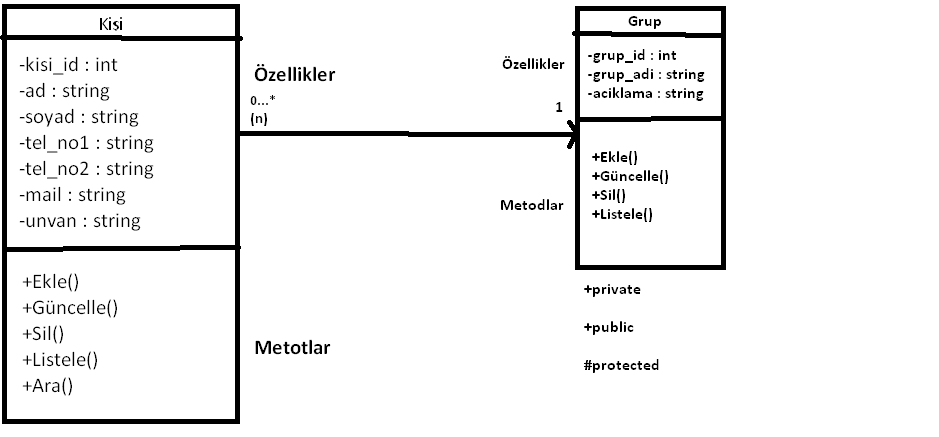 Kisi
-kisi_id : int
-ad : string
-soyad : string
-tel_no1 : string
-tel_no2 : string
-mail : string
-unvan : string
+Ekle()
+Güncelle()
+Sil()
+Listele()
+Ara()
Özellikler
0...*
(n)
Metotlar
Özellikler
1
Metodlar
Grup
-grup_id : int
-grup_adi : string
-aciklama : string
+Ekle()
+Güncelle()
+Sil()
+Listele()
+private
+public
#protected